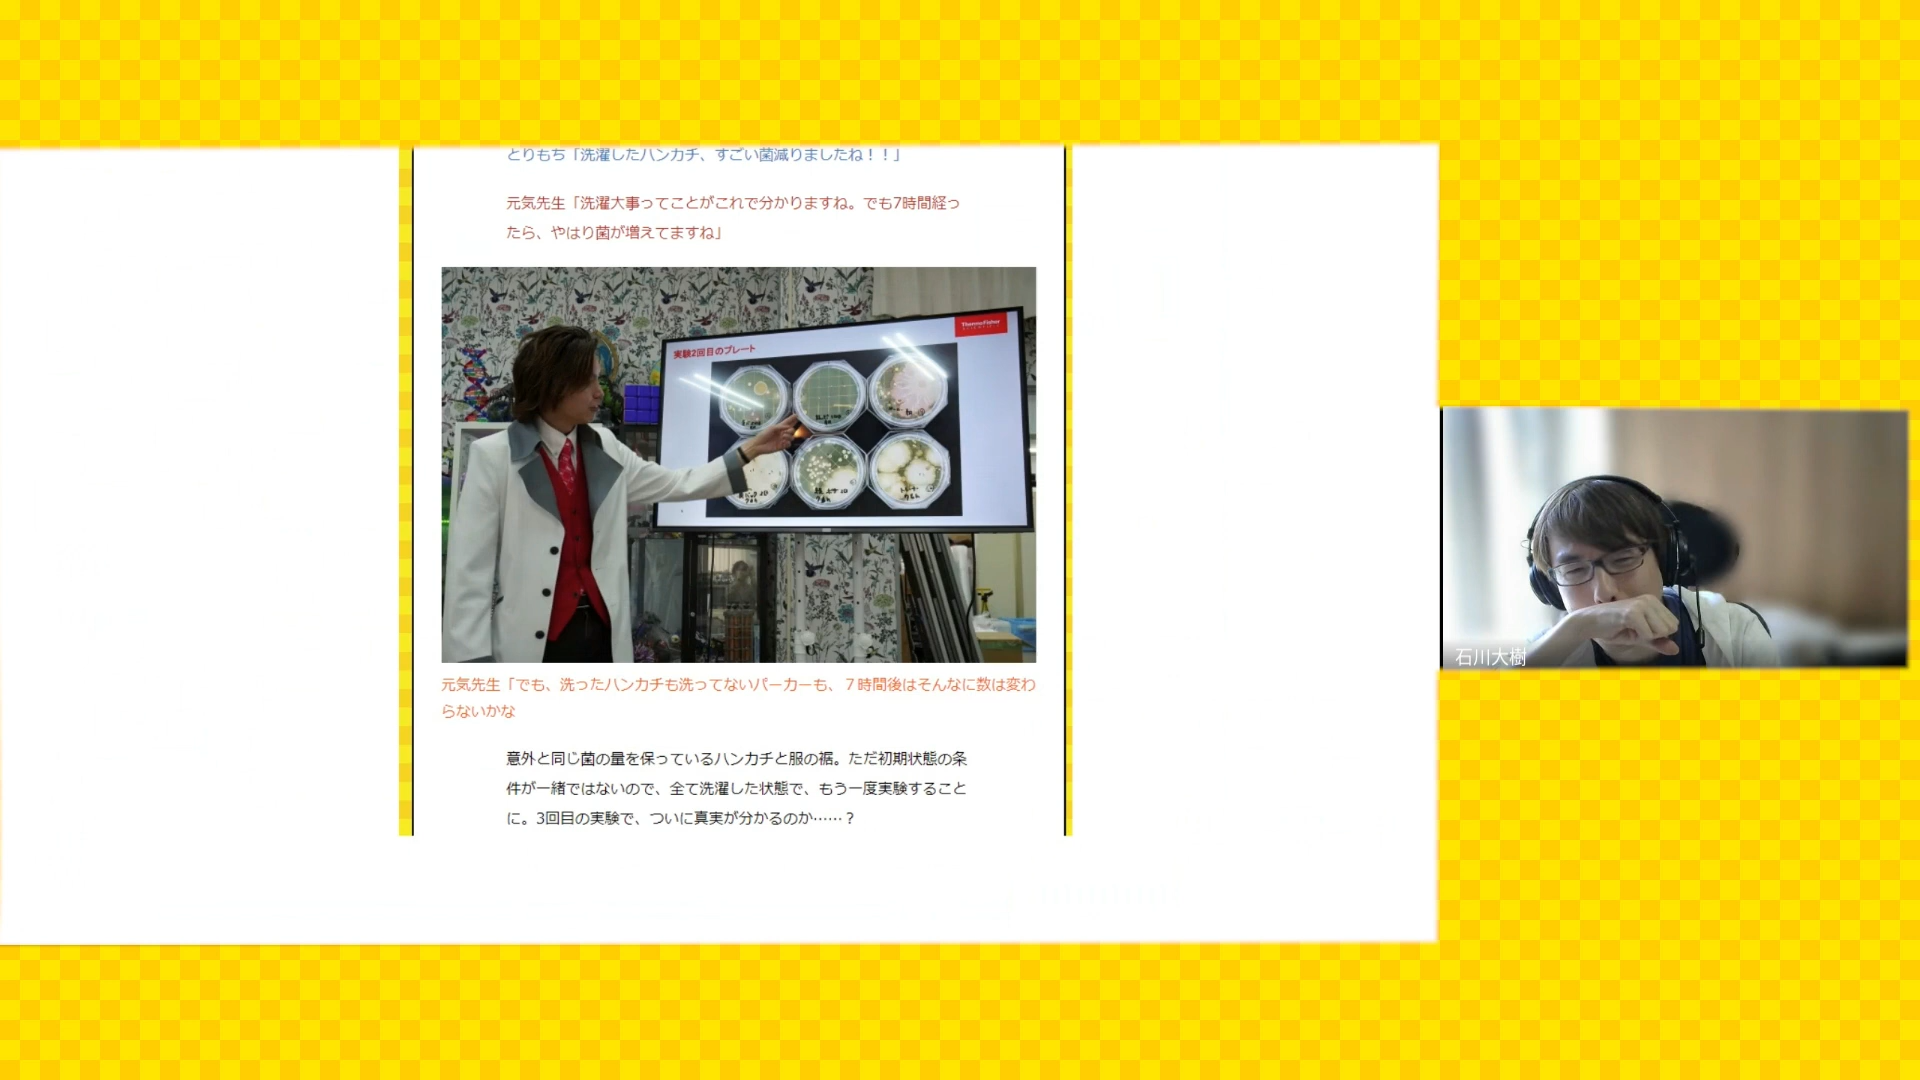 とりもち「洗濯したハンカチ、すごい菌減りましたね！！」
元気先生「洗濯大事ってことがこれで分かりますね。でも7時間経っ
たら、やはり菌が増えてますね」
ThermoFisher
実験2回目のプレート
元気先生「でも、洗ったハンカチも洗ってないパーカーも、７時間後はそんなに数は変わ
らないかな
意外と同じ菌の量を保っているハンカチと服の裾。ただ初期状態の条
件が一緒ではないので、全て洗濯した状態で、もう一度実験すること
に。3回目の実験で、ついに真実が分かるのか……？
石川大樹